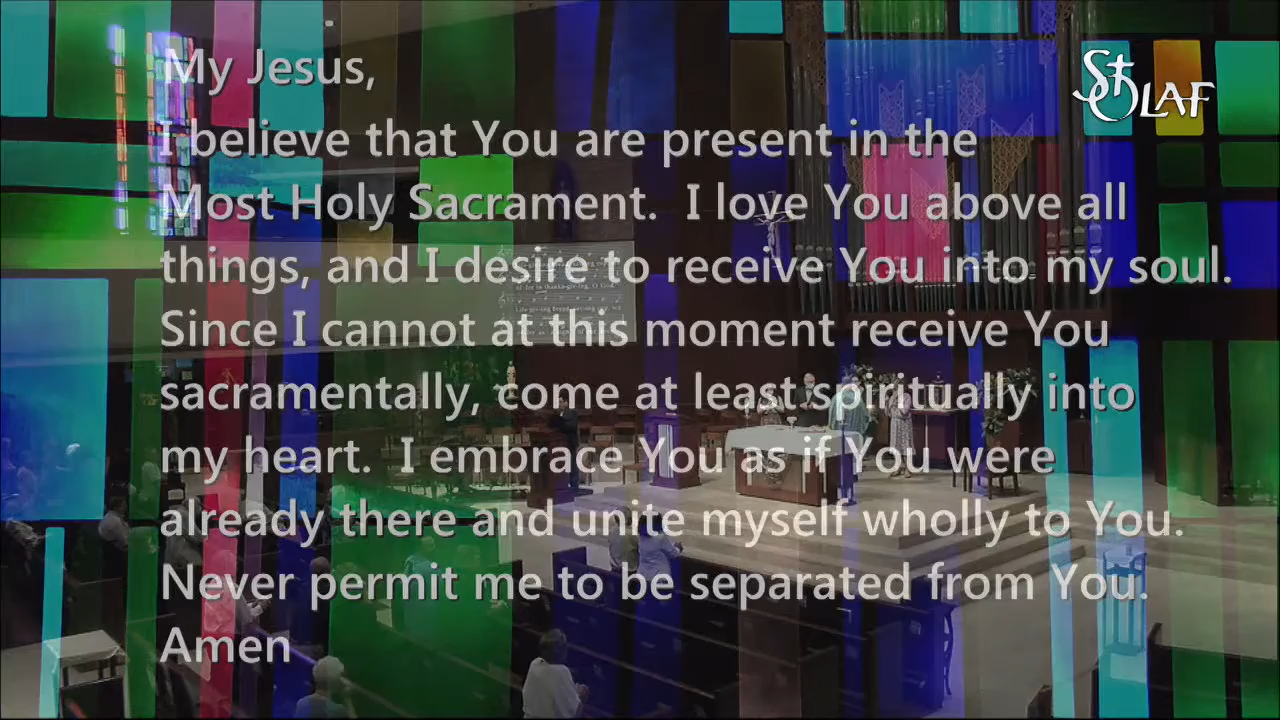 St OLAF
My Jesus,
I believe that You are present in the
Most Holy Sacrament.  I love You above all
things, and I desire to receive You into my soul.
Since I cannot at this moment receive You
sacramentally, come at least spiritually into
my heart.  I embrace You as if You were
already there and unite myself wholly to You.
Never permit me to be separated from You.
Amen